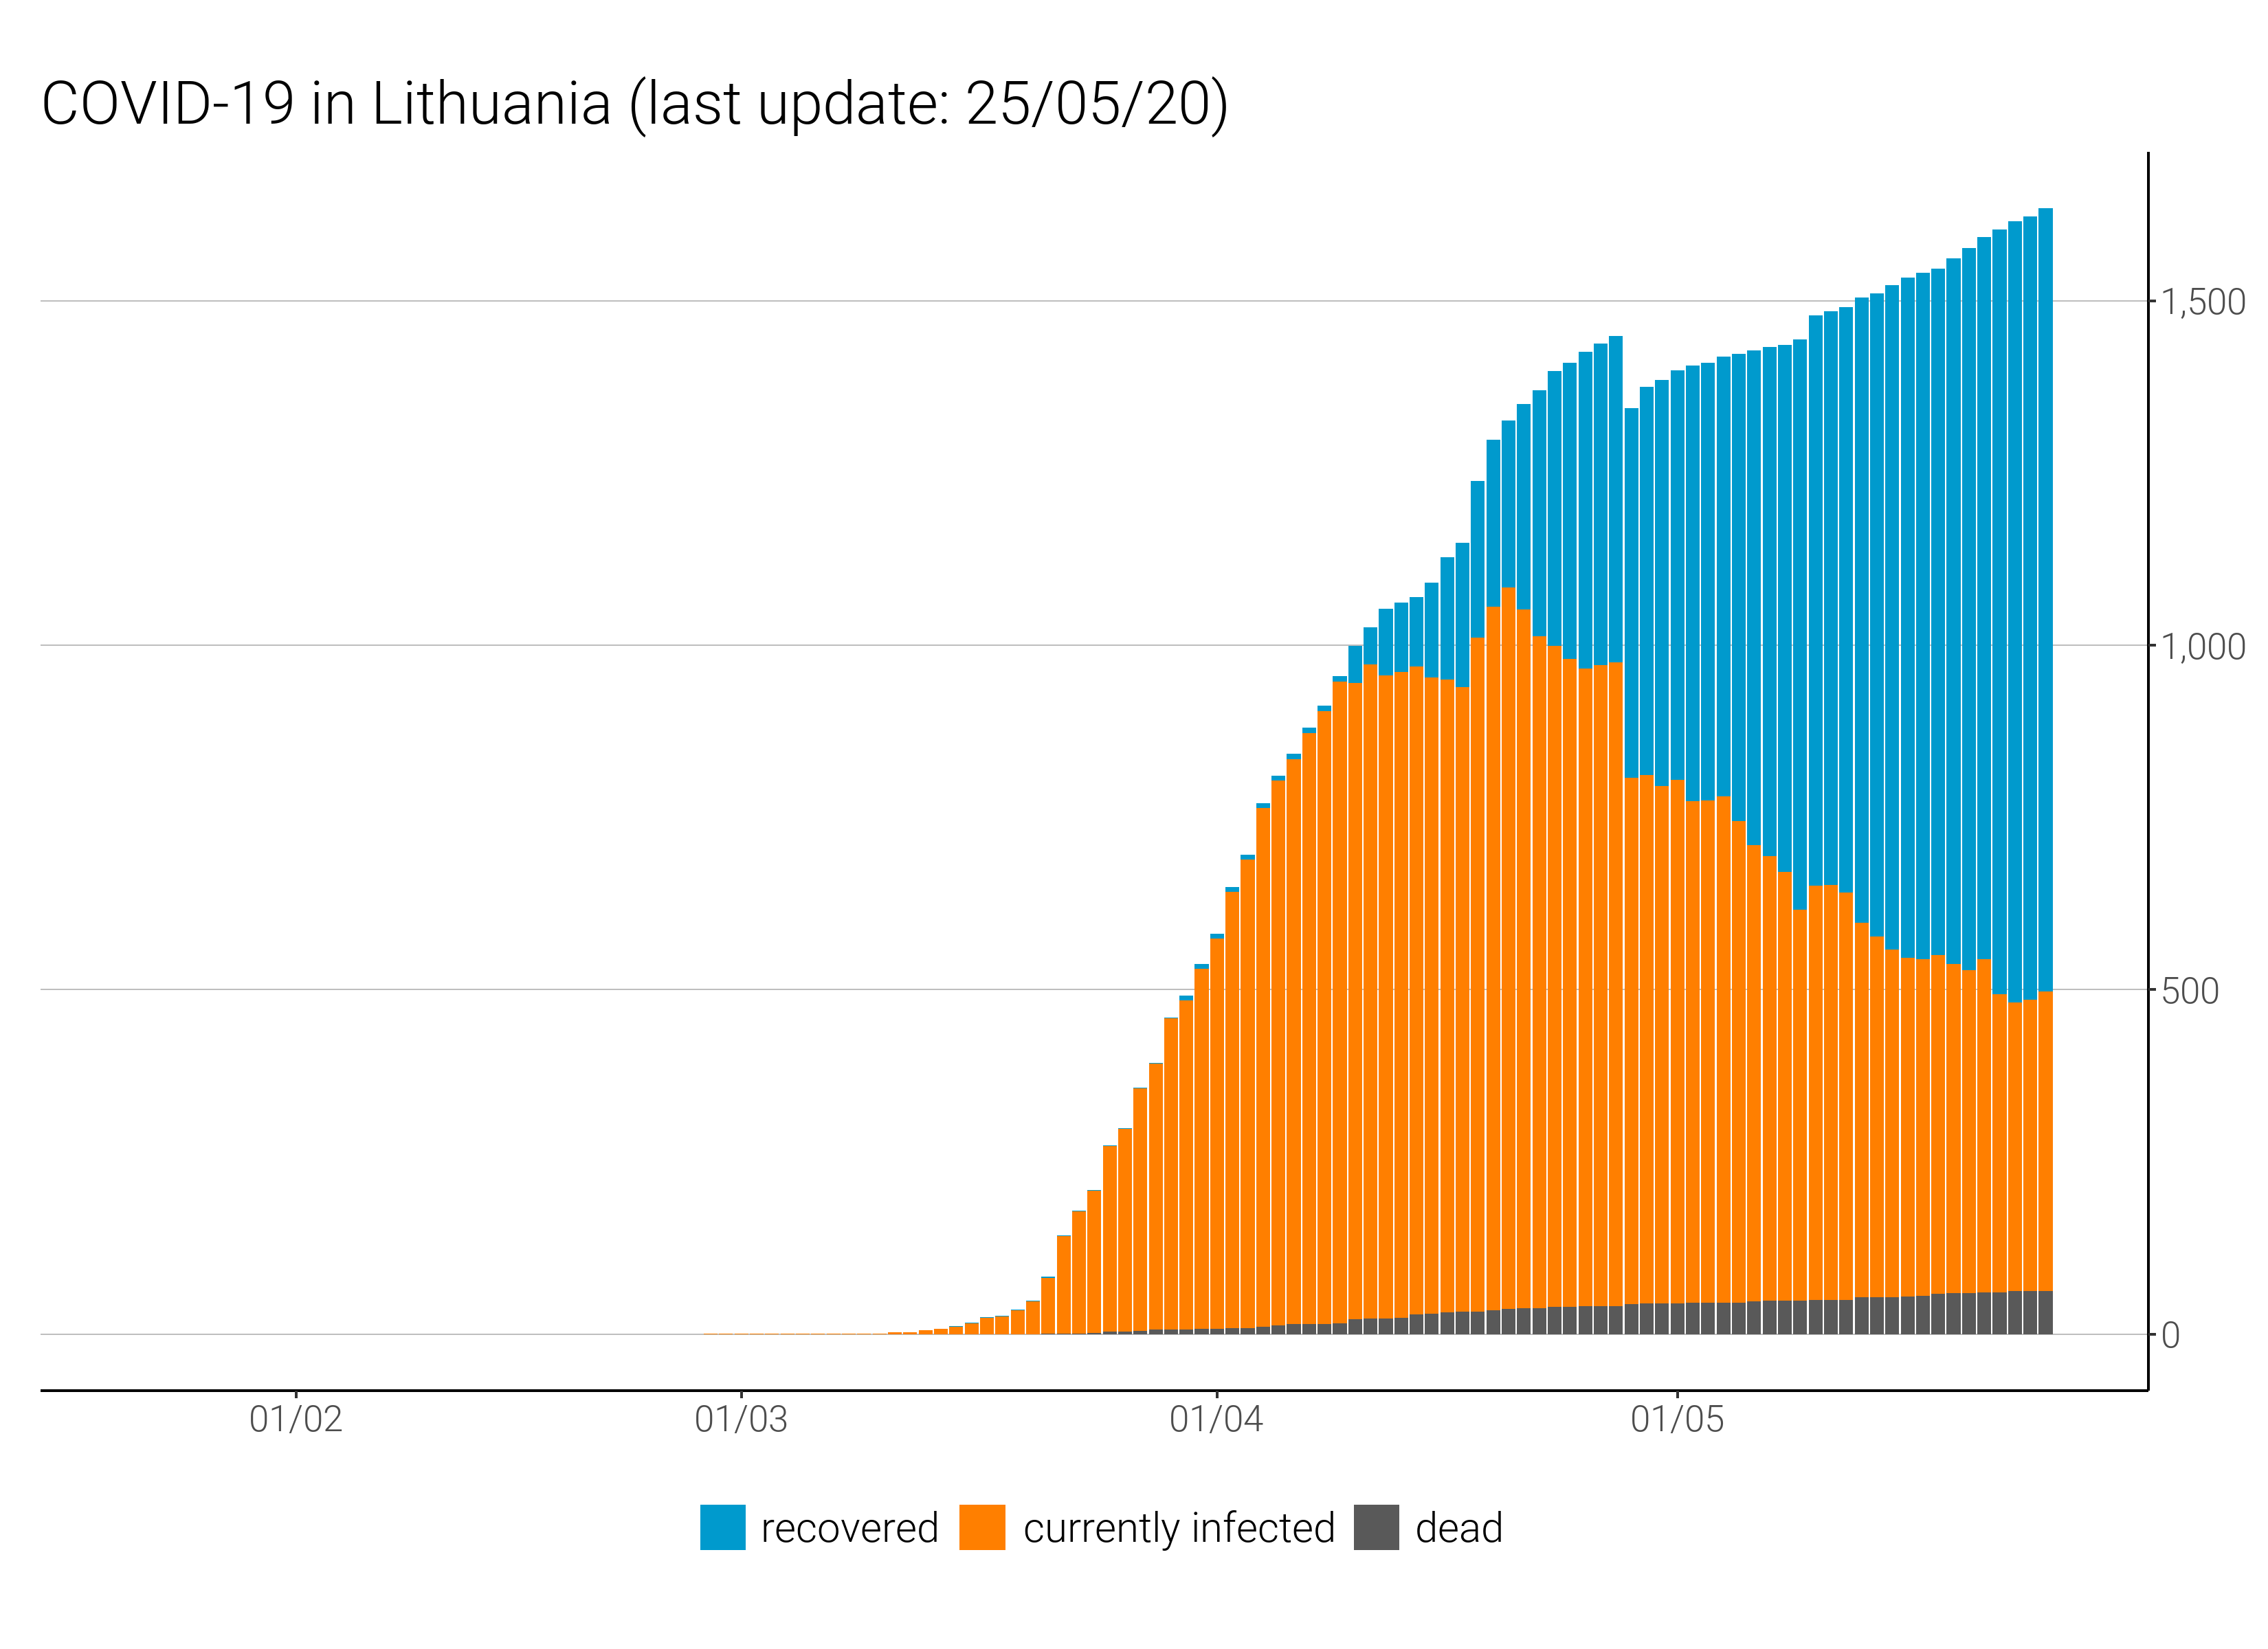 COVID-19 in Lithuania (last update: 25/05/20)
1,500
1,000
500
0
01/02 01/03 01/04 01/05
recovered currently infected dead